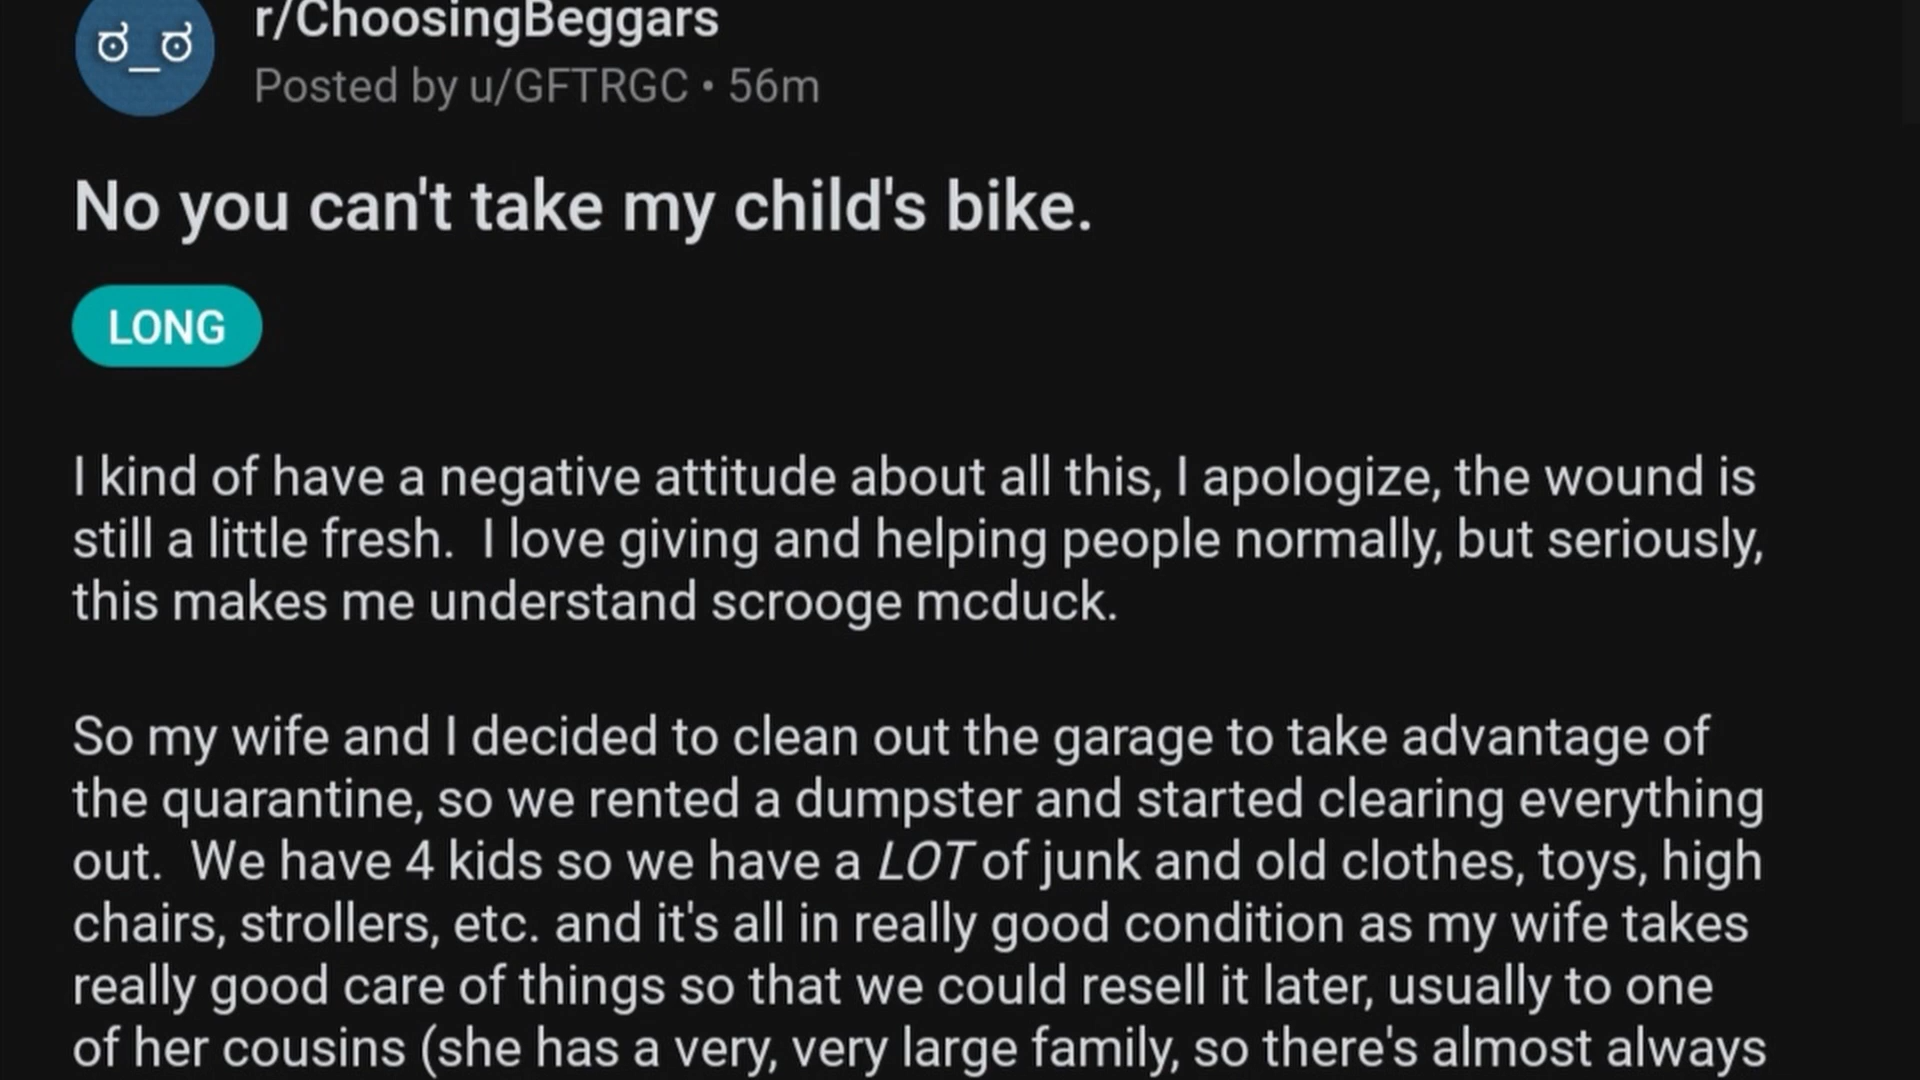 r/ChoosingBeggars
Posted by u/GFTRGC • 56m
No you can't take my child's bike.
LONG
I kind of have a negative attitude about all this, I apologize, the wound is
still a little fresh.  I love giving and helping people normally, but seriously,
this makes me understand scrooge mcduck.
So my wife and I decided to clean out the garage to take advantage of
the quarantine, so we rented a dumpster and started clearing everything
out.  We have 4 kids so we have a LOT of junk and old clothes, toys, high
chairs, strollers, etc. and it's all in really good condition as my wife takes
really good care of things so that we could resell it later, usually to one
of her cousins (she has a very, very large family, so there's almost always